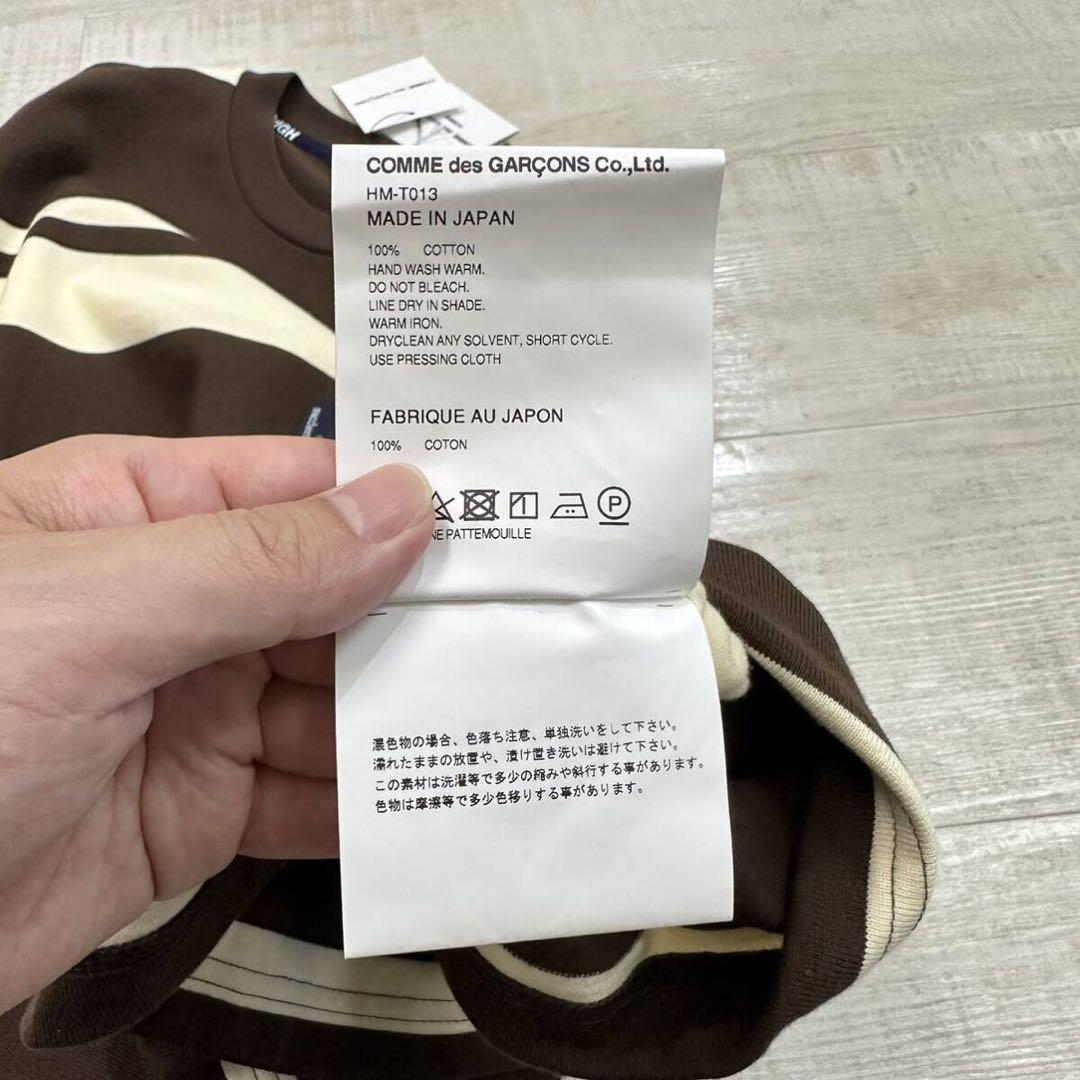 COMME des GARÇONS Co.,Ltd.
HM-T013
MADE IN JAPAN
100% COTTON
HAND WASH WARM.
DO NOT BLEACH.
LINE DRY IN SHADE.
WARM IRON.
DRYCLEAN ANY SOLVENT, SHORT CYCLE.
USE PRESSING CLOTH
FABRIQUE AU JAPON
100% COTON
P
PATTEMOUILLE
濃色物の場合、色落ち注意、単独洗いをして下さい。
濡れたままの放置や、漬け置き洗いは避けて下さい。
この素材は洗濯等で多少の縮みや斜行する事があります。
色物は摩擦等で多少色移りする事があります。